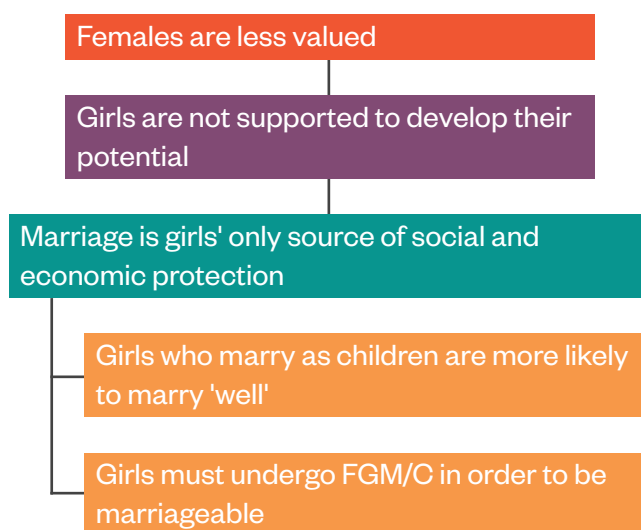 Females are less valued
Girls are not supported to develop their
potential
Marriage is girls' only source of social and
economic protection
Girls who marry as children are more likely
to marry 'well'
Girls must undergo FGM/C in order to be
marriageable